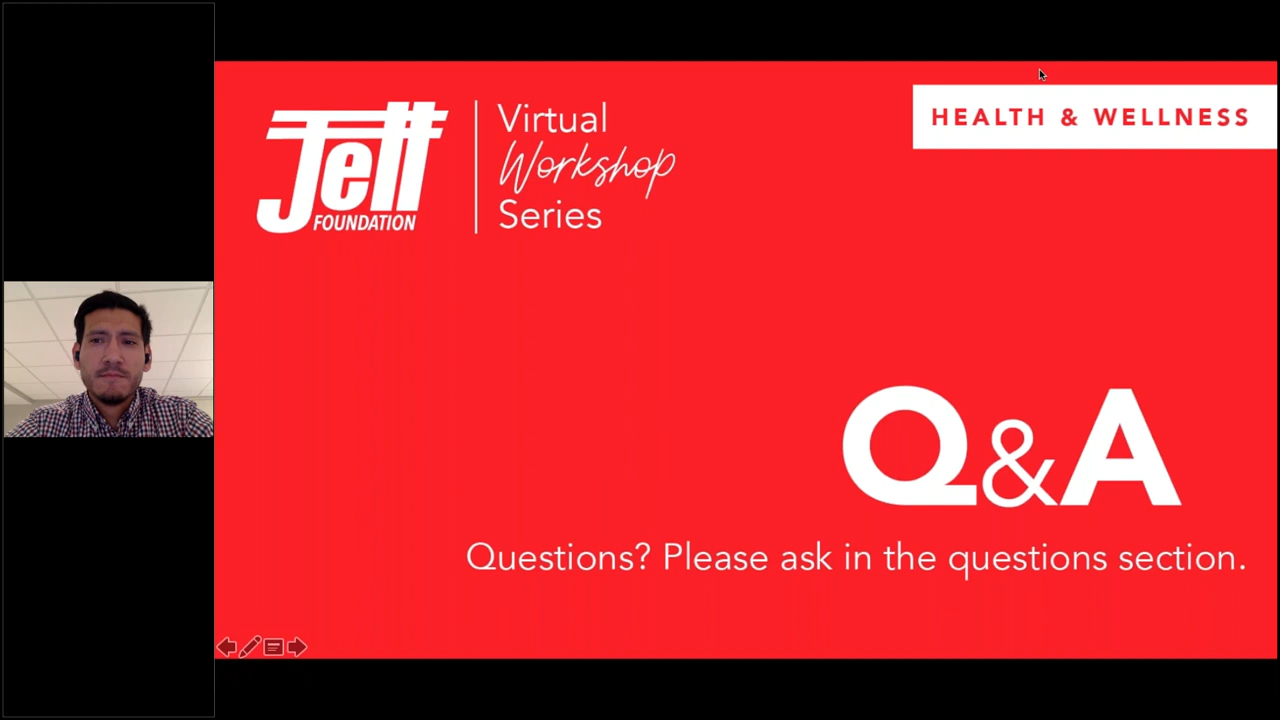 Jett
FOUNDATION
Virtual
Workshop
Series
HEALTH & WELLNESS
Q&A
Questions? Please ask in the questions section.